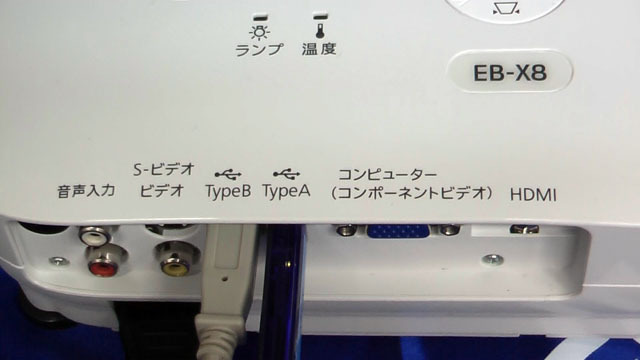 ランプ 温度
EB-X8
音声入力
S-ビデオ
ビデオ
TypeB TypeA
コンピューター
(コンポーネントビデオ)
HDMI